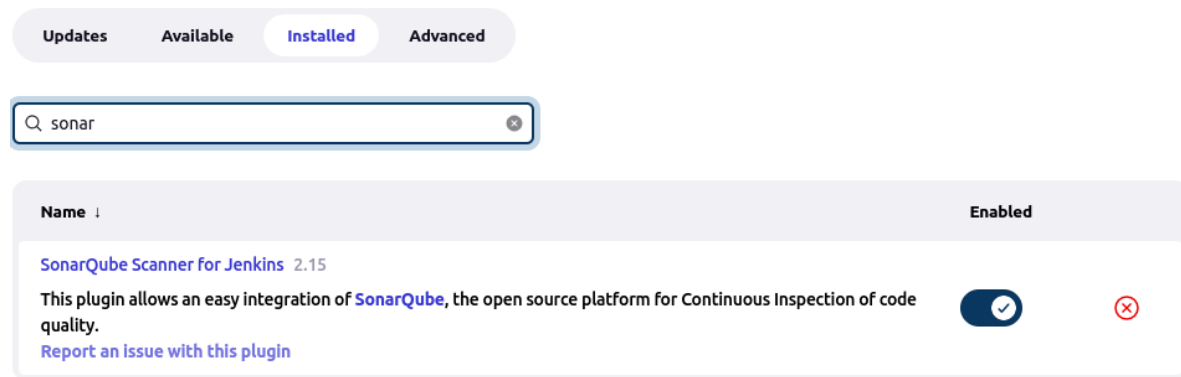 Updates Available Installed Advanced
sonar
Name ↓ Enabled
SonarQube Scanner for Jenkins 2.15
This plugin allows an easy integration of SonarQube, the open source platform for Continuous Inspection of code
quality.
Report an issue with this plugin